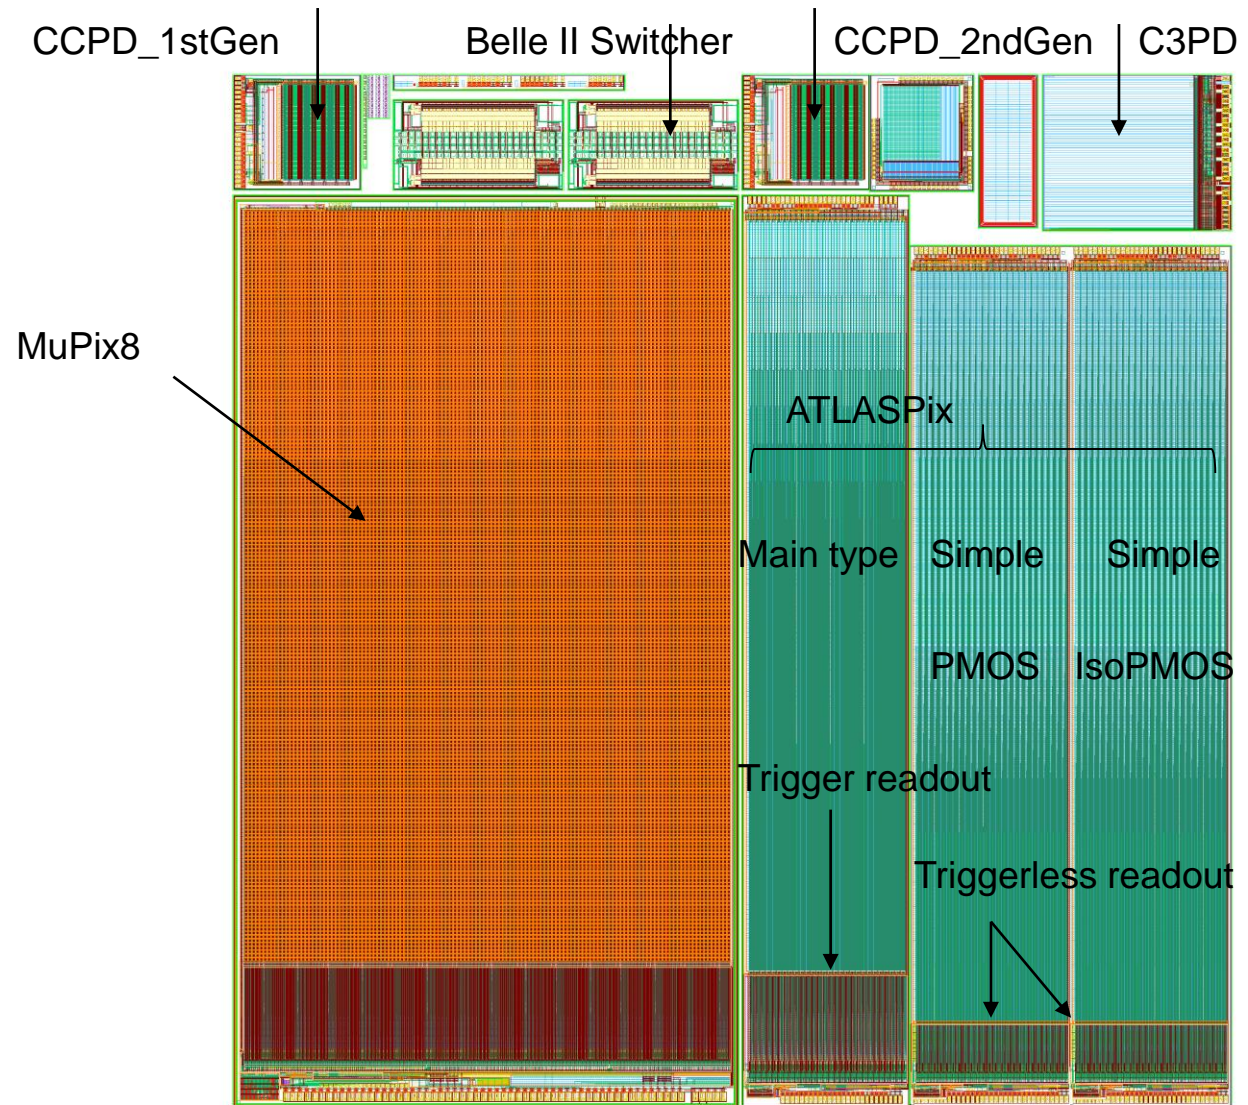 CCPD_1stGen
Belle II Switcher
CCPD_2ndGen
C3PD
MuPix8
ATLASPix
Main type
Simple
Simple
PMOS
IsoPMOS
Trigger readout
Triggerless readout